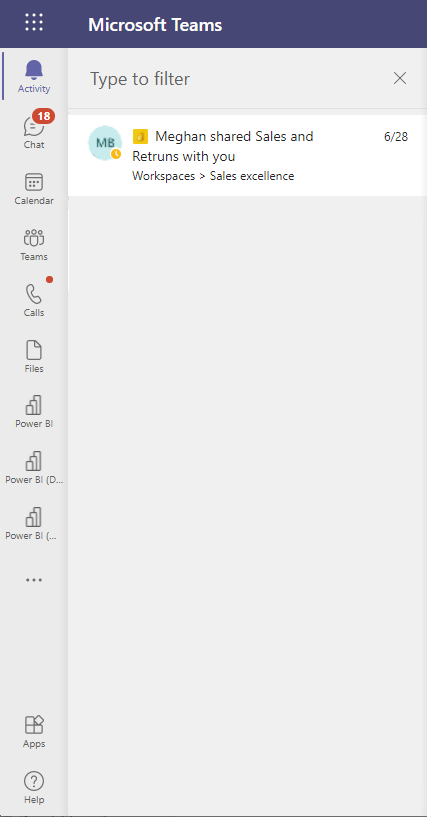 Microsoft Teams
Activity
18
Chat
Calendar
Teams
Calls
Files
Power BI
Power BI (D...
Power BI (...
Apps
Help
Type to filter
MB
Meghan shared Sales and
6/28
Retruns with you
Workspaces > Sales excellence